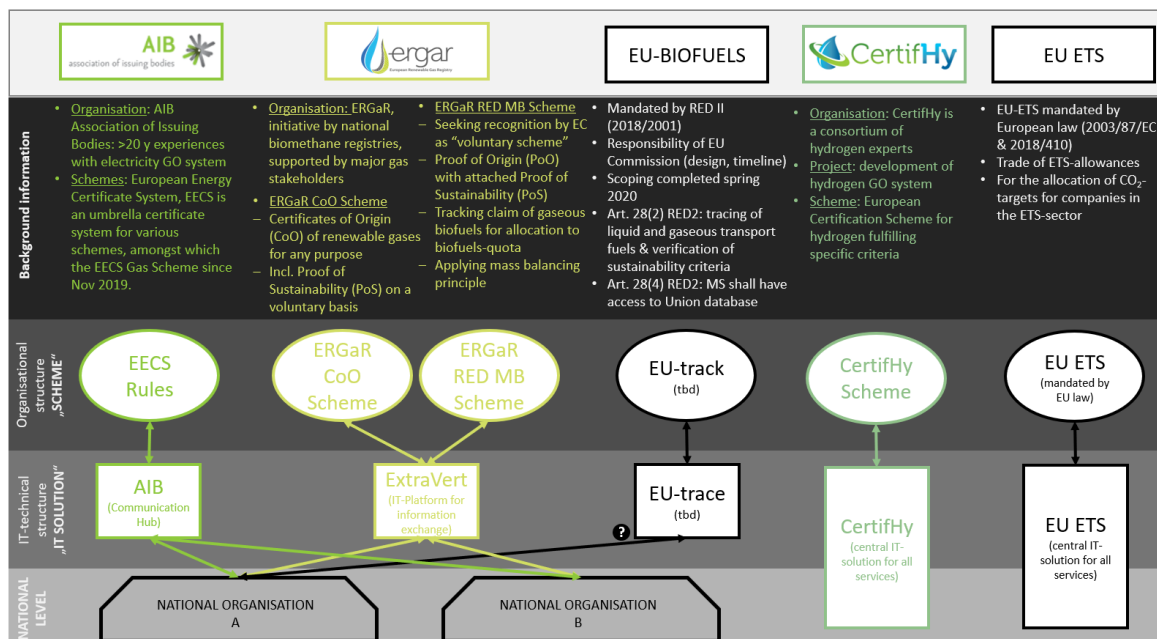 AIB
association of issuing bodies
ergar
European Renewable Gas Registry
EU-BIOFUELS
CertifHy
EU ETS
Background information
• Organisation: AIB
Association of Issuing
Bodies: >20 y experiences
with electricity GO system
• Schemes: European Energy
Certificate System, EECS is
an umbrella certificate
system for various
schemes, amongst which
the EECS Gas Scheme since
Nov 2019.
• Organisation: ERGaR,
initiative by national
biomethane registries,
supported by major gas
stakeholders
• ERGaR CoO Scheme
– Certificates of Origin
(CoO) of renewable gases
for any purpose
– Incl. Proof of
Sustainability (PoS) on a
voluntary basis
• ERGaR RED MB Scheme
– Seeking recognition by EC
as “voluntary scheme”
– Proof of Origin (PoO)
with attached Proof of
Sustainability (PoS)
– Tracking claim of gaseous
biofuels for allocation to
biofuels-quota
– Applying mass balancing
principle
• Mandated by RED II
(2018/2001)
• Responsibility of EU
Commission (design, timeline)
• Scoping completed spring
2020
• Art. 28(2) RED2: tracing of
liquid and gaseous transport
fuels & verification of
sustainability criteria
• Art. 28(4) RED2: MS shall have
access to Union database
• Organisation: CertifHy is
a consortium of
hydrogen experts
• Project: development of
hydrogen GO system
• Scheme: European
Certification Scheme for
hydrogen fulfilling
specific criteria
• EU-ETS mandated by
European law (2003/87/EC
& 2018/410)
• Trade of ETS-allowances
• For the allocation of CO₂-
targets for companies in
the ETS-sector
Organisational
structure
„SCHEME“
EECS
Rules
ERGaR
CoO
Scheme
ERGaR
RED MB
Scheme
EU-track
(tbd)
CertifHy
Scheme
EU ETS
(mandated by
EU law)
IT-technical
structure
„IT SOLUTION“
AIB
(Communication
Hub)
ExtraVert
(IT-Platform for
information
exchange)
?
EU-trace
(tbd)
CertifHy
(central IT-
solution for all
services)
EU ETS
(central IT-
solution for all
services)
NATIONAL
LEVEL
NATIONAL ORGANISATION
A
NATIONAL ORGANISATION
B